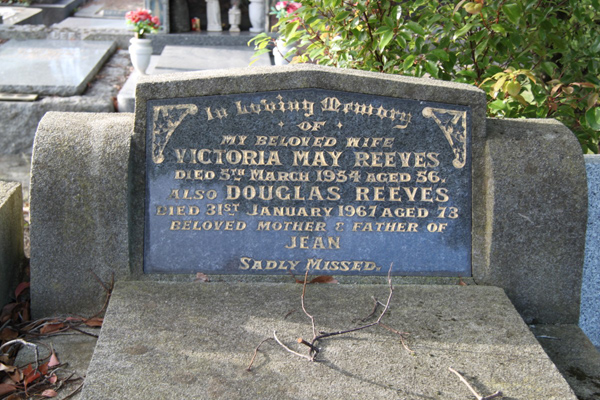 In Loving Memory
OF
MY BELOVED WIFE
VICTORIA MAY REEVES
DIED 5TH MARCH 1954 AGED 56.
ALSO DOUGLAS REEVES
DIED 31ST JANUARY 1967 AGED 73
BELOVED MOTHER & FATHER OF
JEAN
SADLY MISSED.